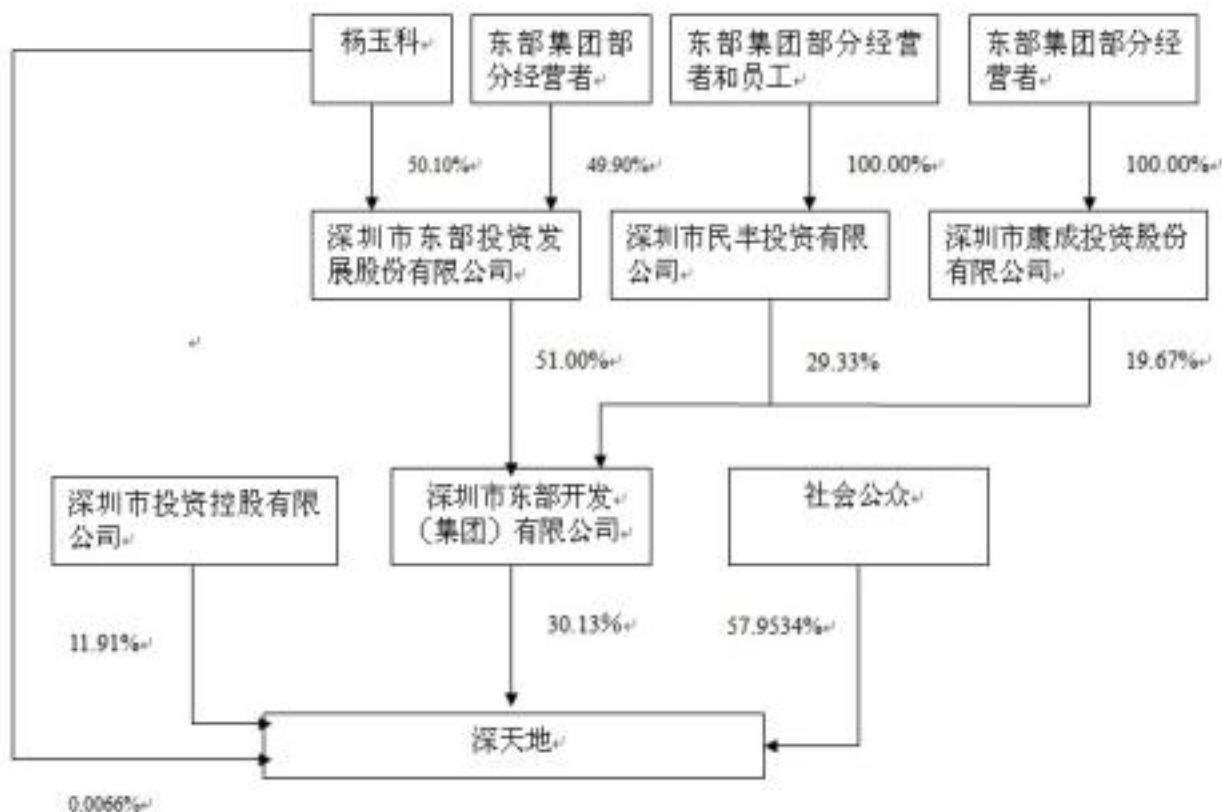 杨玉科
东部集团部
分经营者
东部集团部分经营
者和员工
东部集团部分经
营者
50.10%
49.90%
100.00%
100.00%
深圳市东部投资发
展股份有限公司
深圳市民丰投资有限
公司
深圳市康成投资股份
有限公司
51.00%
29.33%
19.67%
深圳市投资控股有限
公司
深圳市东部开发
（集团）有限公司
社会公众
11.91%
30.13%
57.9534%
深天地
0.0066%